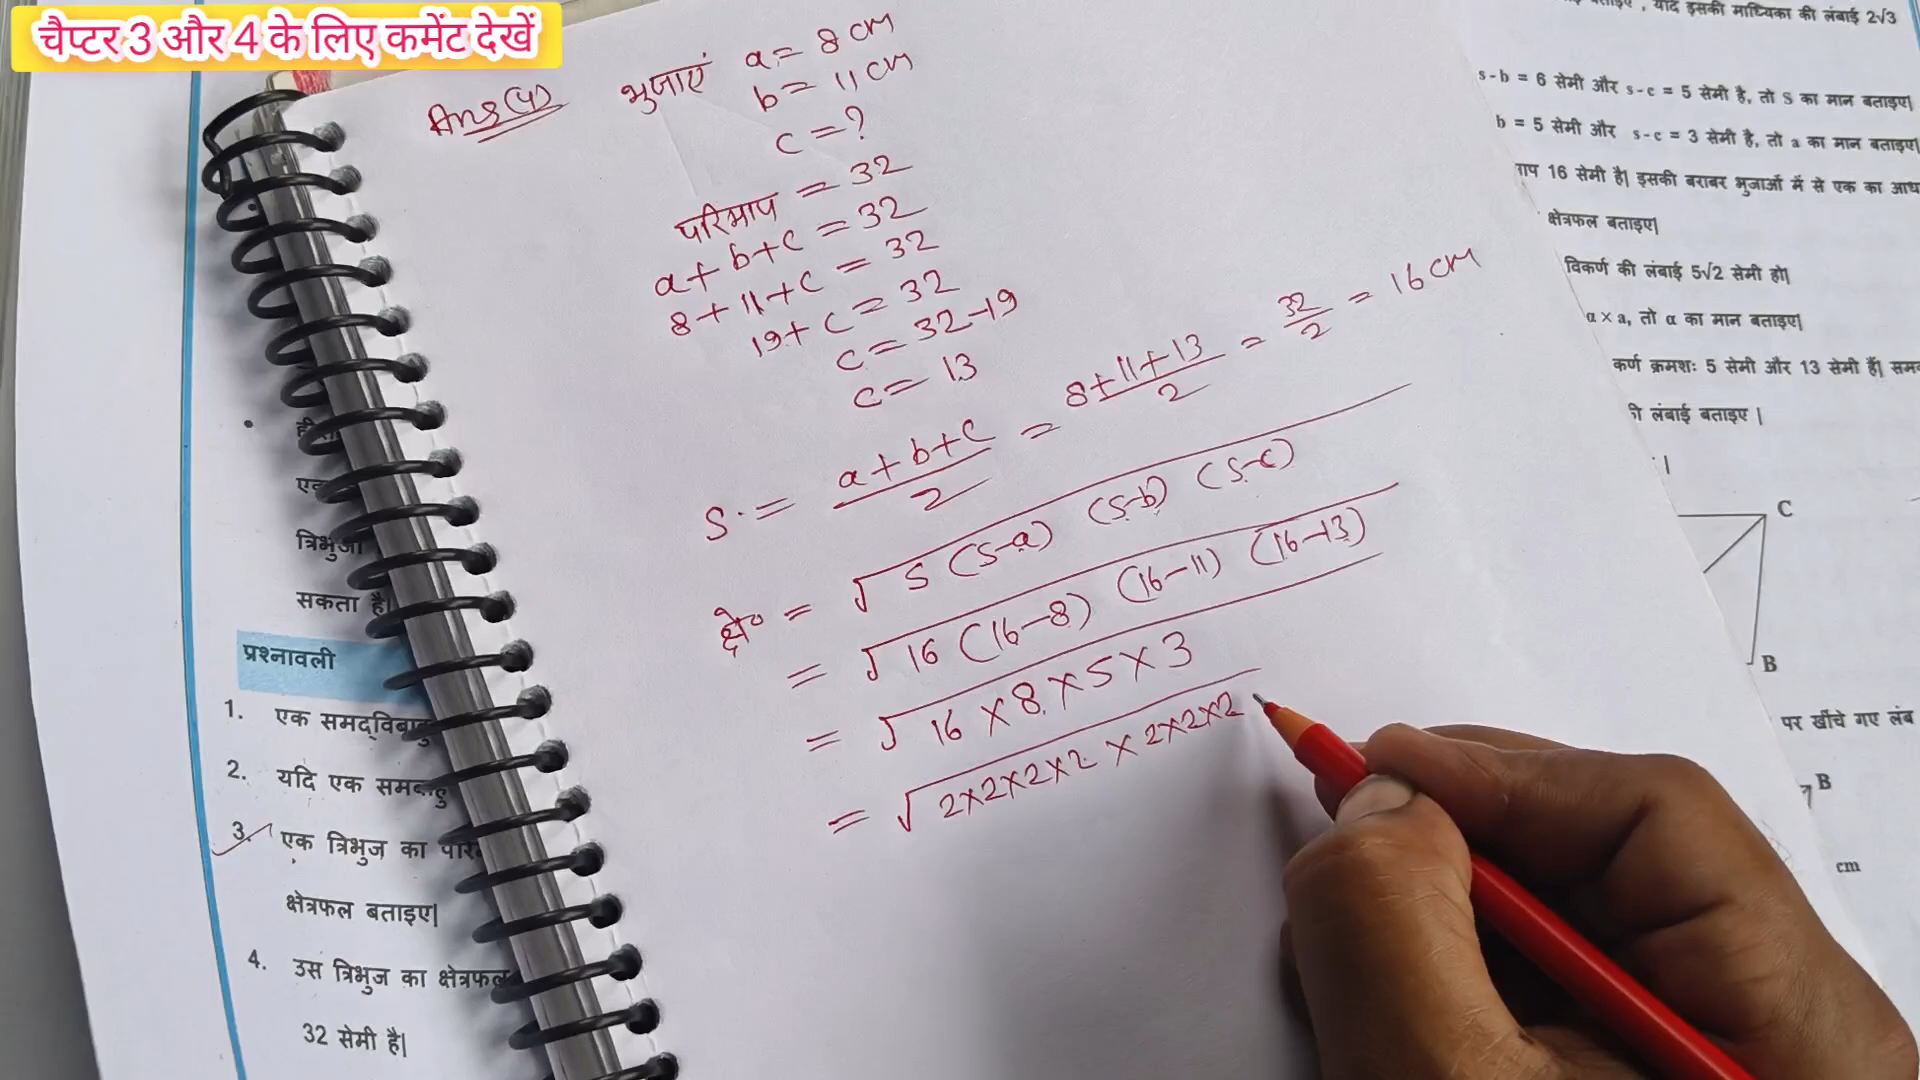 चैप्टर 3 और 4 के लिए कमेंट देखें
Ans (4) भुजाएं a = 8 cm
b = 11 cm
c = ?
परिमाप = 32
a + b + c = 32
8 + 11 + c = 32
19 + c = 32
c = 32 - 19
c = 13
S = a + b + c / 2 = 8 + 11 + 13 / 2 = 32 / 2 = 16 cm
क्षे० = √ S (S-a) (S-b) (S-c)
= √ 16 (16-8) (16-11) (16-13)
= √ 16 × 8 × 5 × 3
= √ 2×2×2×2 × 2×2×2
त्रिभुजा
सकता है|
प्रश्नावली
1. एक समद्विबाहु
2. यदि एक समबाहु
3. एक त्रिभुज का
क्षेत्रफल बताइए|
4. उस त्रिभुज का क्षेत्रफल
32 सेमी है|
, यदि इसकी माध्यिका की लंबाई 2√3
s-b = 6 सेमी और s-c = 5 सेमी है, तो S का मान बताइए|
b = 5 सेमी और s-c = 3 सेमी है, तो a का मान बताइए|
16 सेमी है| इसकी बराबर भुजाओं में से एक का आध
क्षेत्रफल बताइए|
विकर्ण की लंबाई 5√2 सेमी हो|
a × a, तो α का मान बताइए|
कर्ण क्रमशः 5 सेमी और 13 सेमी हैं|
लंबाई बताइए |
C
B
पर खींचे गए लंब
B
cm